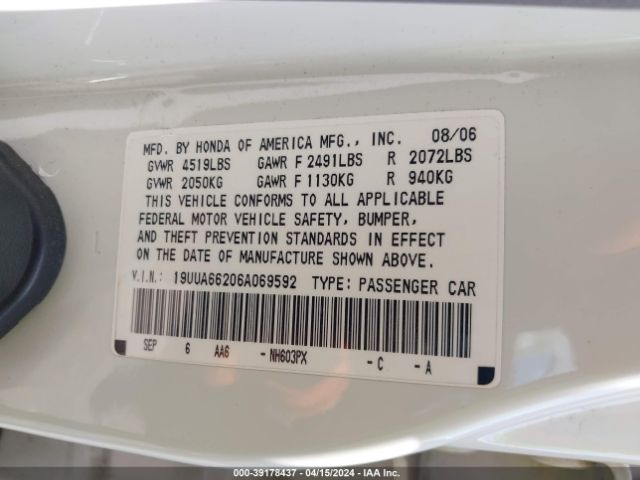 MFD. BY HONDA OF AMERICA MFG., INC. 08/06
GVWR 4519LBS GAWR F 2491LBS R 2072LBS
GVWR 2050KG GAWR F 1130KG R 940KG
THIS VEHICLE CONFORMS TO ALL APPLICABLE
FEDERAL MOTOR VEHICLE SAFETY, BUMPER,
AND THEFT PREVENTION STANDARDS IN EFFECT
ON THE DATE OF MANUFACTURE SHOWN ABOVE.
V.I.N.: 19UUA66206A069592 TYPE: PASSENGER CAR
SEP 6 AA6 -NH603PX -C -A
000-39178437 - 04/15/2024 - IAA Inc.